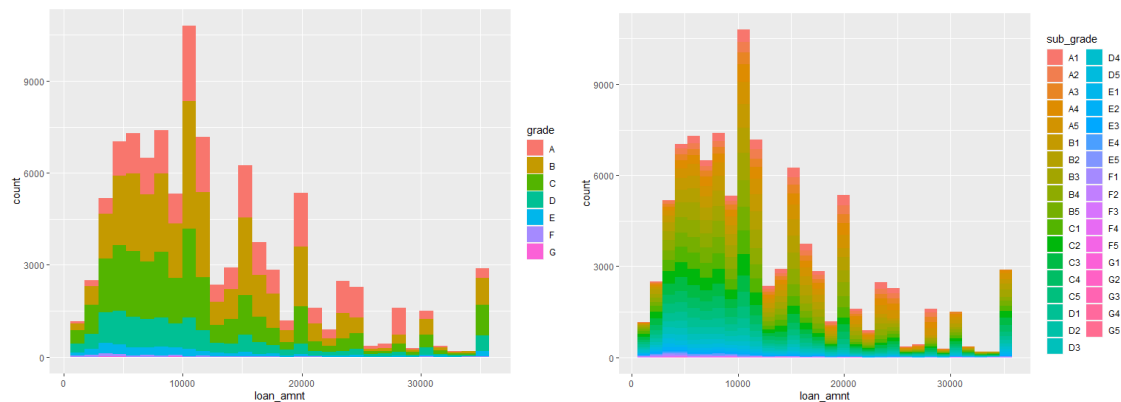 9000
6000
3000
0
count
0
10000
20000
30000
loan_amnt
grade
A
B
C
D
E
F
G
9000
6000
3000
0
count
0
10000
20000
30000
loan_amnt
sub_grade
A1
A2
A3
A4
A5
B1
B2
B3
B4
B5
C1
C2
C3
C4
C5
D1
D2
D3
D4
D5
E1
E2
E3
E4
E5
F1
F2
F3
F4
F5
G1
G2
G3
G4
G5